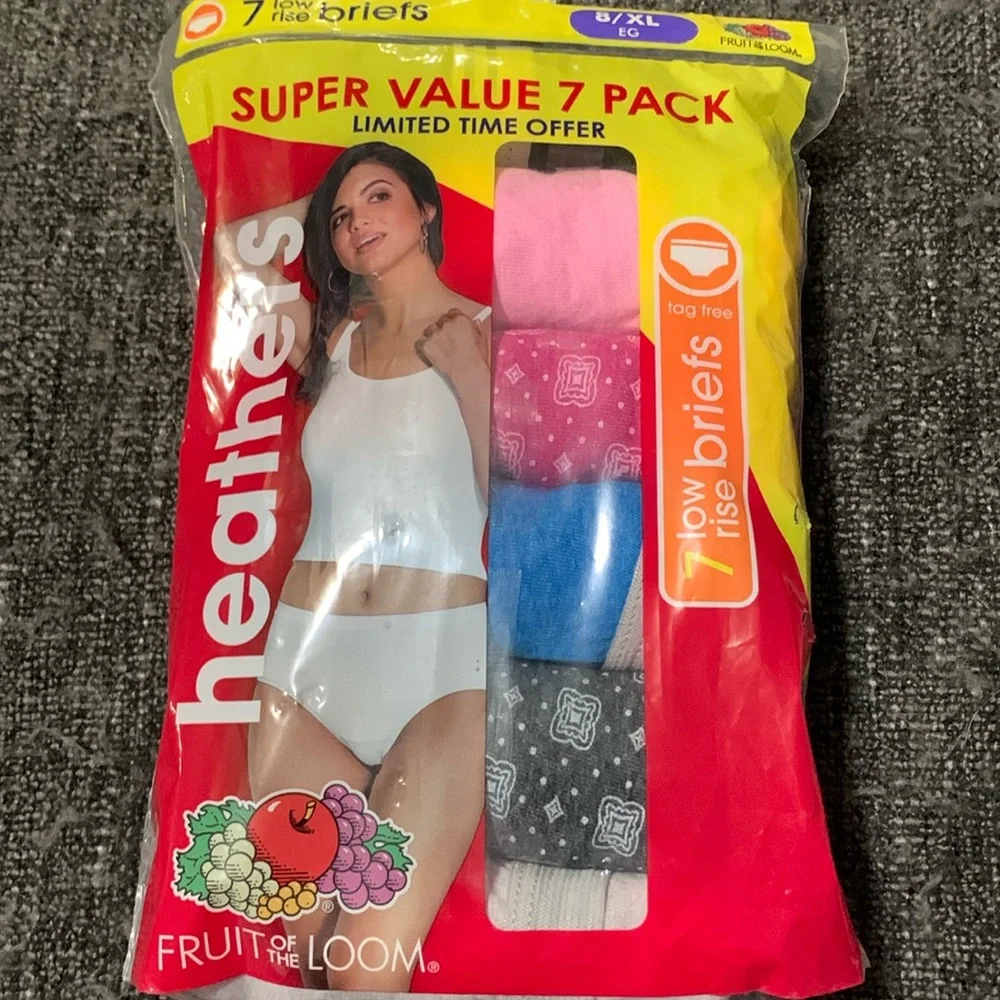 7 low rise briefs
8/XL
EG
FRUIT OF THE LOOM
SUPER VALUE 7 PACK
LIMITED TIME OFFER
heathers
tag free
7 low rise briefs
FRUIT OF THE LOOM®